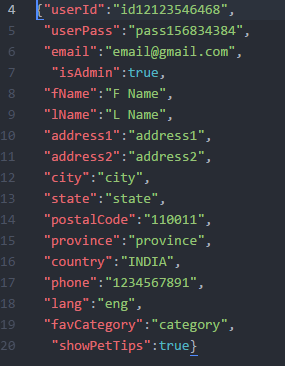 4 {"userId":"id12123546468",
5 "userPass":"pass156834384",
6 "email":"email@gmail.com",
7 "isAdmin":true,
8 "fName":"F Name",
9 "lName":"L Name",
10 "address1":"address1",
11 "address2":"address2",
12 "city":"city",
13 "state":"state",
14 "postalCode":"110011",
15 "province":"province",
16 "country":"INDIA",
17 "phone":"1234567891",
18 "lang":"eng",
19 "favCategory":"category",
20 "showPetTips":true}